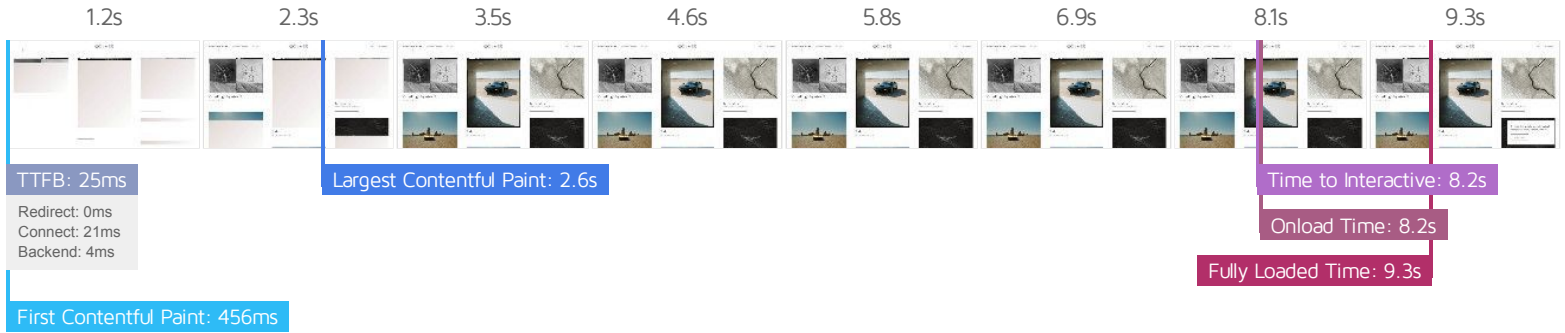 1.2s
2.3s
3.5s
4.6s
5.8s
6.9s
8.1s
9.3s
TTFB: 25ms
Redirect: 0ms
Connect: 21ms
Backend: 4ms
First Contentful Paint: 456ms
Largest Contentful Paint: 2.6s
Time to Interactive: 8.2s
Onload Time: 8.2s
Fully Loaded Time: 9.3s